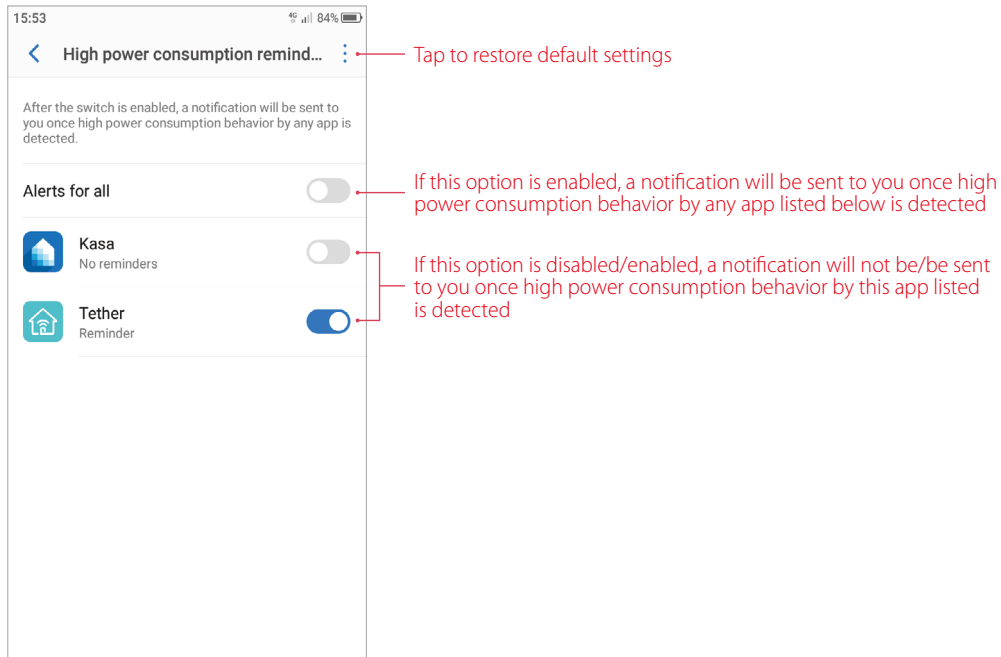 15:53
4G 84%
High power consumption remind...
Tap to restore default settings
After the switch is enabled, a notification will be sent to
you once high power consumption behavior by any app is
detected.
Alerts for all
If this option is enabled, a notification will be sent to you once high
power consumption behavior by any app listed below is detected
Kasa
No reminders
If this option is disabled/enabled, a notification will not be/be sent
to you once high power consumption behavior by this app listed
is detected
Tether
Reminder